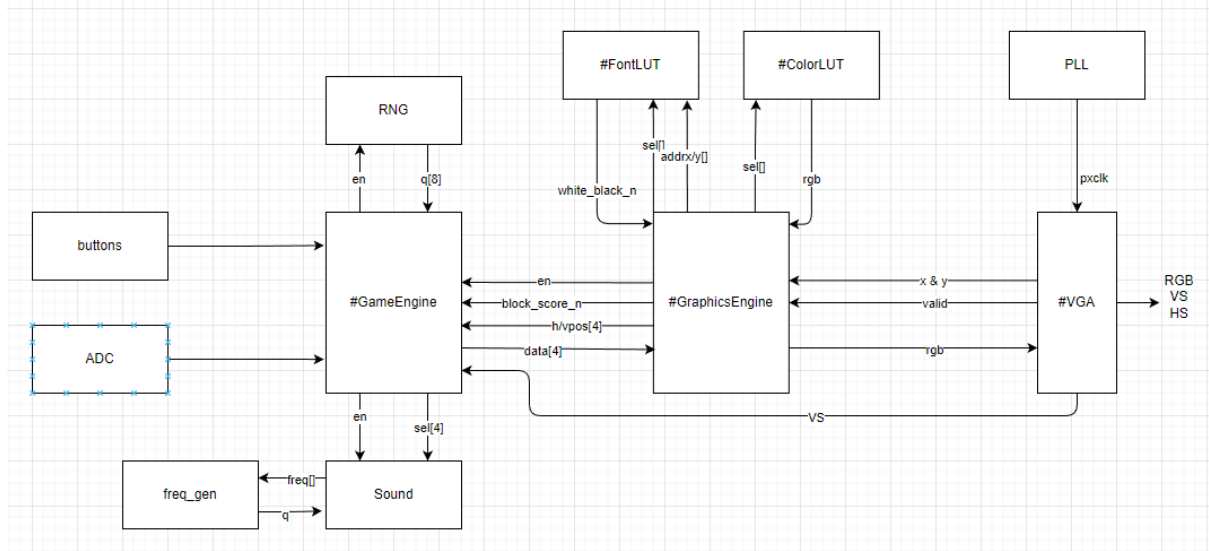 #FontLUT
#ColorLUT
PLL
RNG
sel[]
addrx/y[]
sel[]
en
q[8]
white_black_n
rgb
pxclk
buttons
#GameEngine
en
block_score_n
h/vpos[4]
data[4]
#GraphicsEngine
x & y
valid
rgb
#VGA
RGB
VS
HS
ADC
VS
en
sel[4]
freq_gen
freq[]
q
Sound